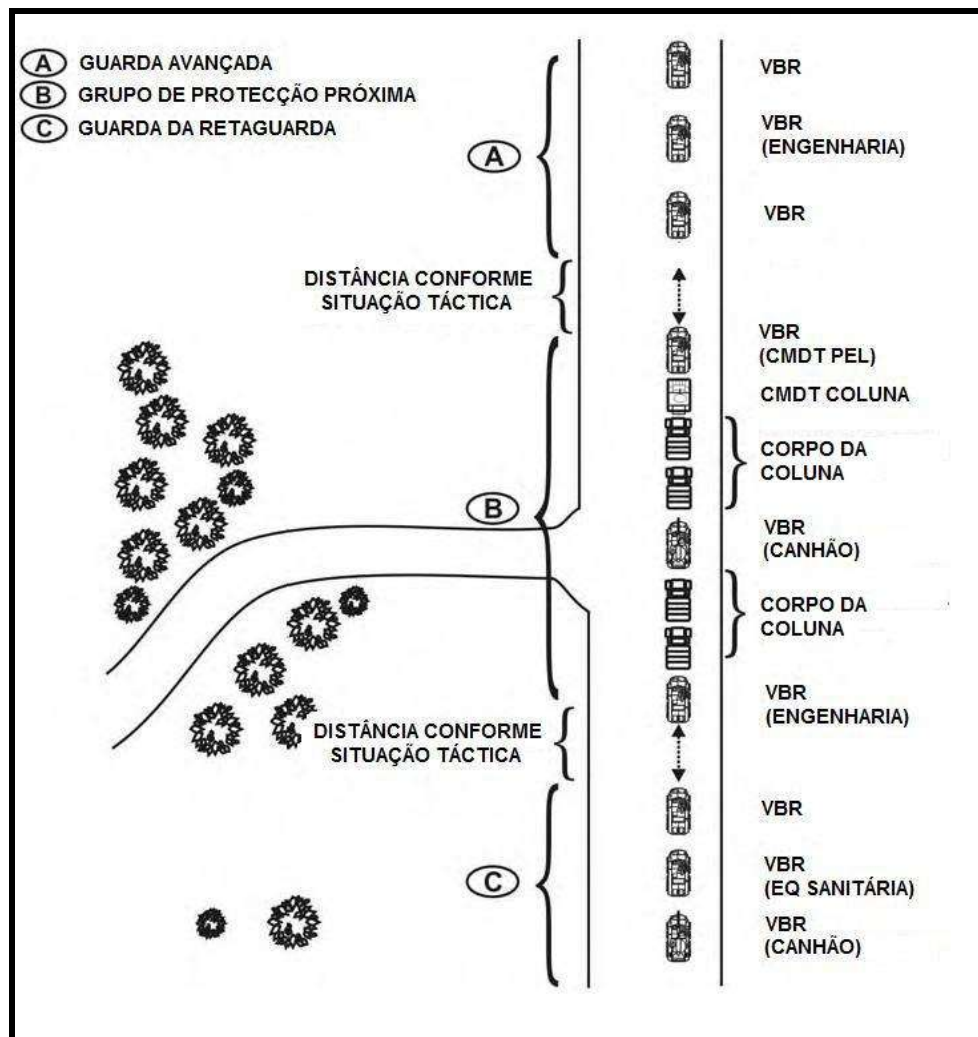 A GUARDA AVANÇADA
B GRUPO DE PROTECÇÃO PRÓXIMA
C GUARDA DA RETAGUARDA
VBR
VBR
(ENGENHARIA)
A
VBR
DISTÂNCIA CONFORME
SITUAÇÃO TÁCTICA
VBR
(CMDT PEL)
CMDT COLUNA
CORPO DA
COLUNA
B
VBR
(CANHÃO)
CORPO DA
COLUNA
VBR
(ENGENHARIA)
DISTÂNCIA CONFORME
SITUAÇÃO TÁCTICA
VBR
C
VBR
(EQ SANITÁRIA)
VBR
(CANHÃO)